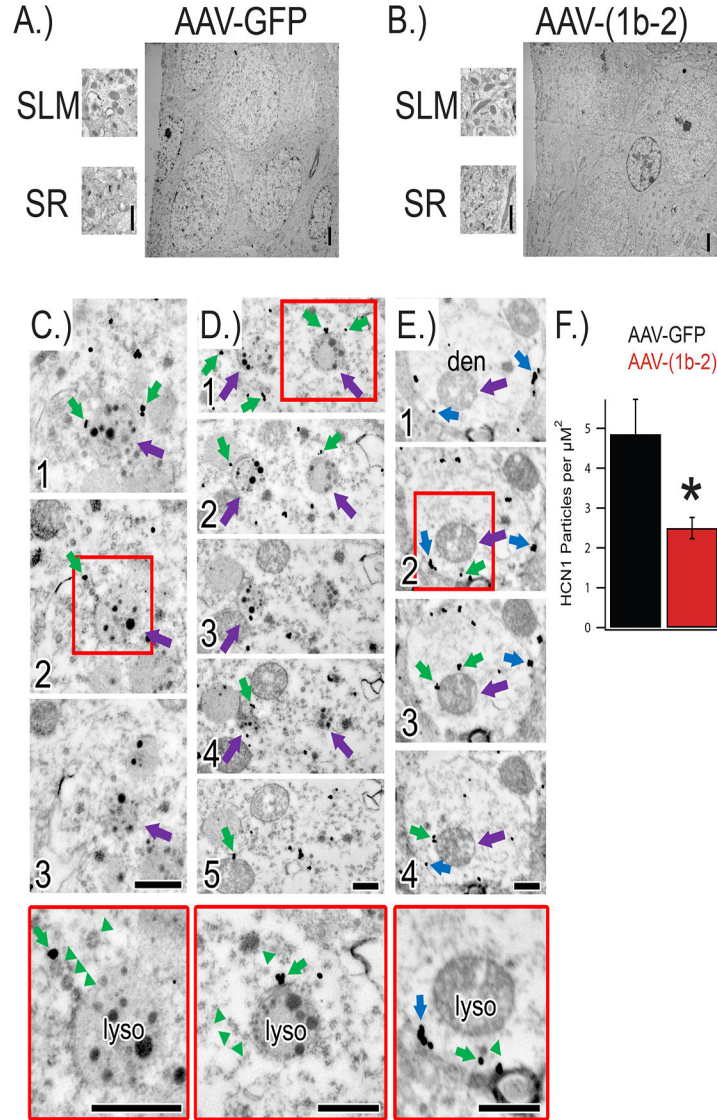 A.) AAV-GFP
SLM
SR
B.) AAV-(1b-2)
SLM
SR
C.)
1
2
3
lyso
D.)
1
2
3
4
5
lyso
E.)
den
1
2
3
4
lyso
F.)
AAV-GFP
AAV-(1b-2)
HCN1 Particles per µM2
5
4
3
2
1
0
*